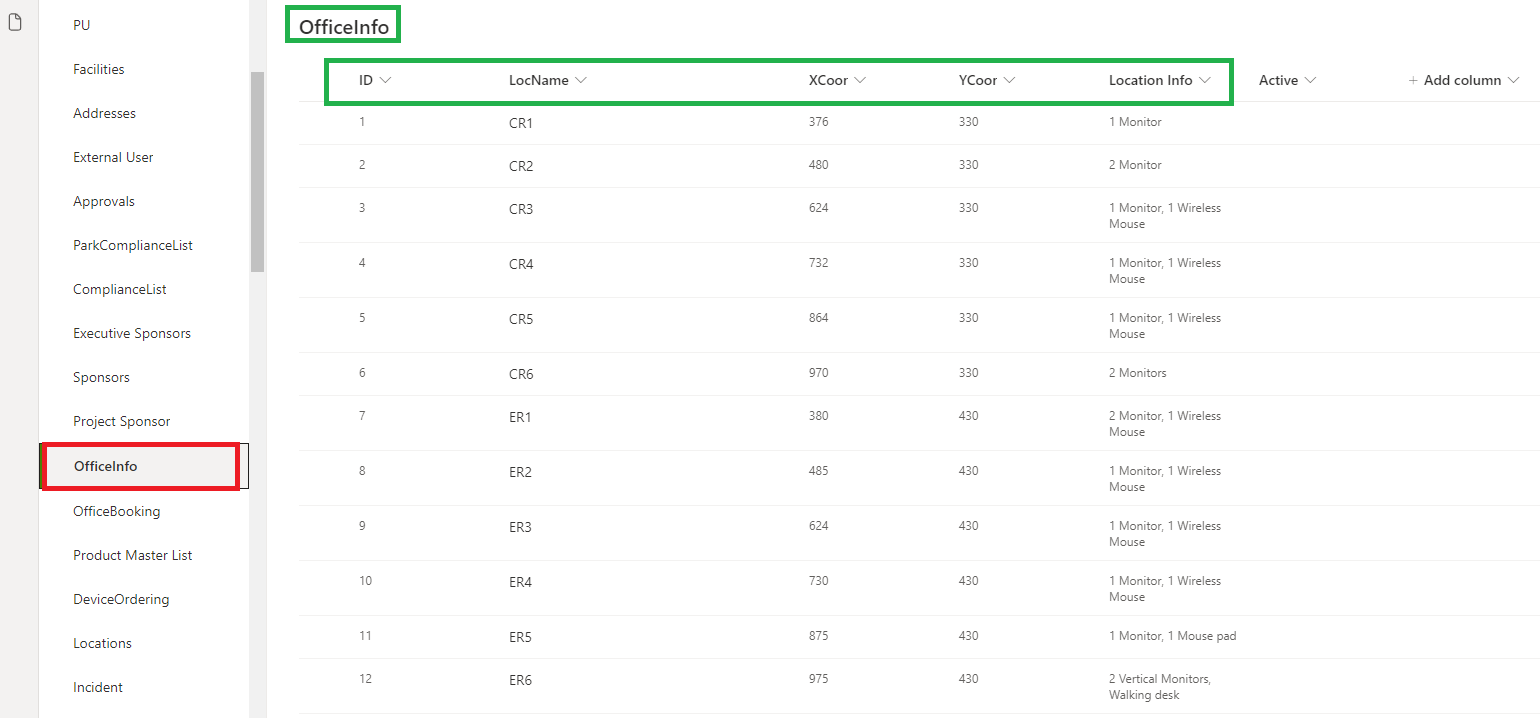 PU
Facilities
Addresses
External User
Approvals
ParkComplianceList
ComplianceList
Executive Sponsors
Sponsors
Project Sponsor
OfficeInfo
OfficeBooking
Product Master List
DeviceOrdering
Locations
Incident
OfficeInfo
ID LocName XCoor YCoor Location Info Active + Add column
1 CR1 376 330 1 Monitor
2 CR2 480 330 2 Monitor
3 CR3 624 330 1 Monitor, 1 Wireless
Mouse
4 CR4 732 330 1 Monitor, 1 Wireless
Mouse
5 CR5 864 330 1 Monitor, 1 Wireless
Mouse
6 CR6 970 330 2 Monitors
7 ER1 380 430 2 Monitor, 1 Wireless
Mouse
8 ER2 485 430 1 Monitor, 1 Wireless
Mouse
9 ER3 624 430 1 Monitor, 1 Wireless
Mouse
10 ER4 730 430 1 Monitor, 1 Wireless
Mouse
11 ER5 875 430 1 Monitor, 1 Mouse pad
12 ER6 975 430 2 Vertical Monitors,
Walking desk